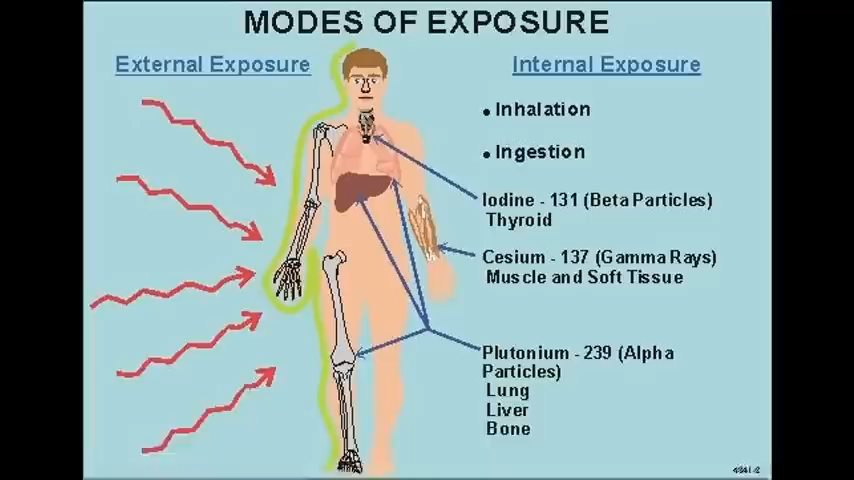 MODES OF EXPOSURE
External Exposure
Internal Exposure
• Inhalation
• Ingestion
Iodine - 131 (Beta Particles)
Thyroid
Cesium - 137 (Gamma Rays)
Muscle and Soft Tissue
Plutonium - 239 (Alpha
Particles)
Lung
Liver
Bone